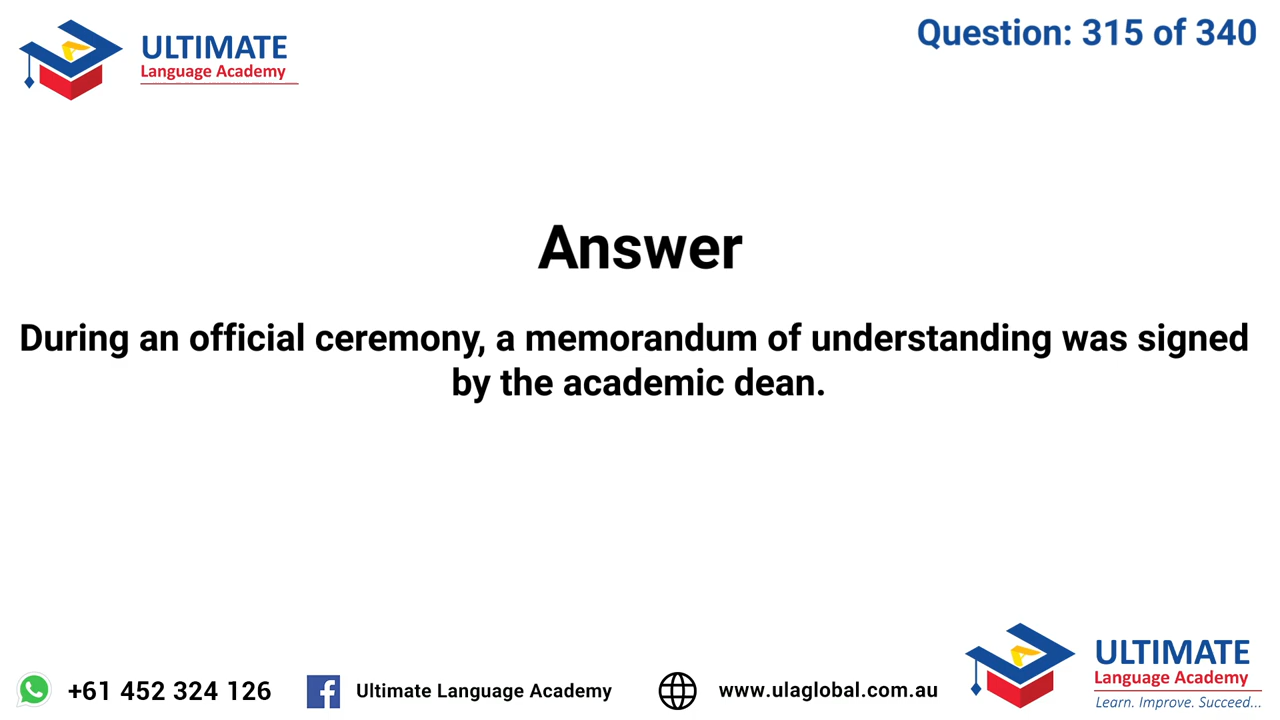 ULTIMATE
Language Academy
Question: 315 of 340
Answer
During an official ceremony, a memorandum of understanding was signed
by the academic dean.
+61 452 324 126
Ultimate Language Academy
www.ulaglobal.com.au
ULTIMATE
Language Academy
Learn. Improve. Succeed...